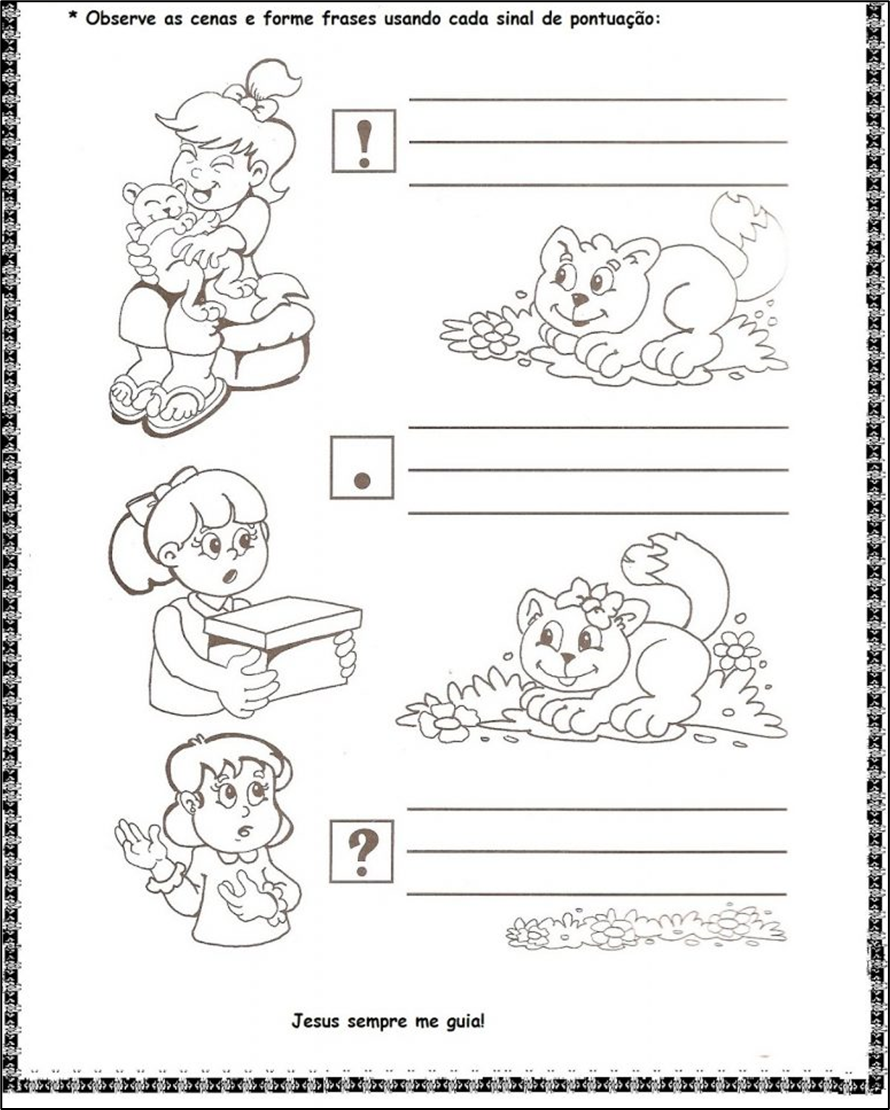 * Observe as cenas e forme frases usando cada sinal de pontuação:
!
.
?
Jesus sempre me guia!